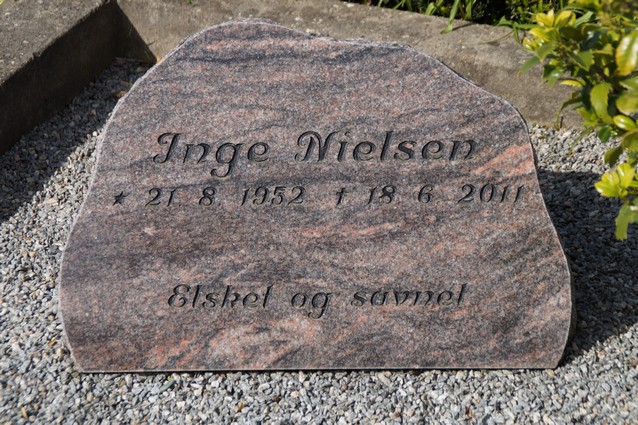 Inge Nielsen
★ 21 8 1952 † 18 6 2011
Elsket og savnet